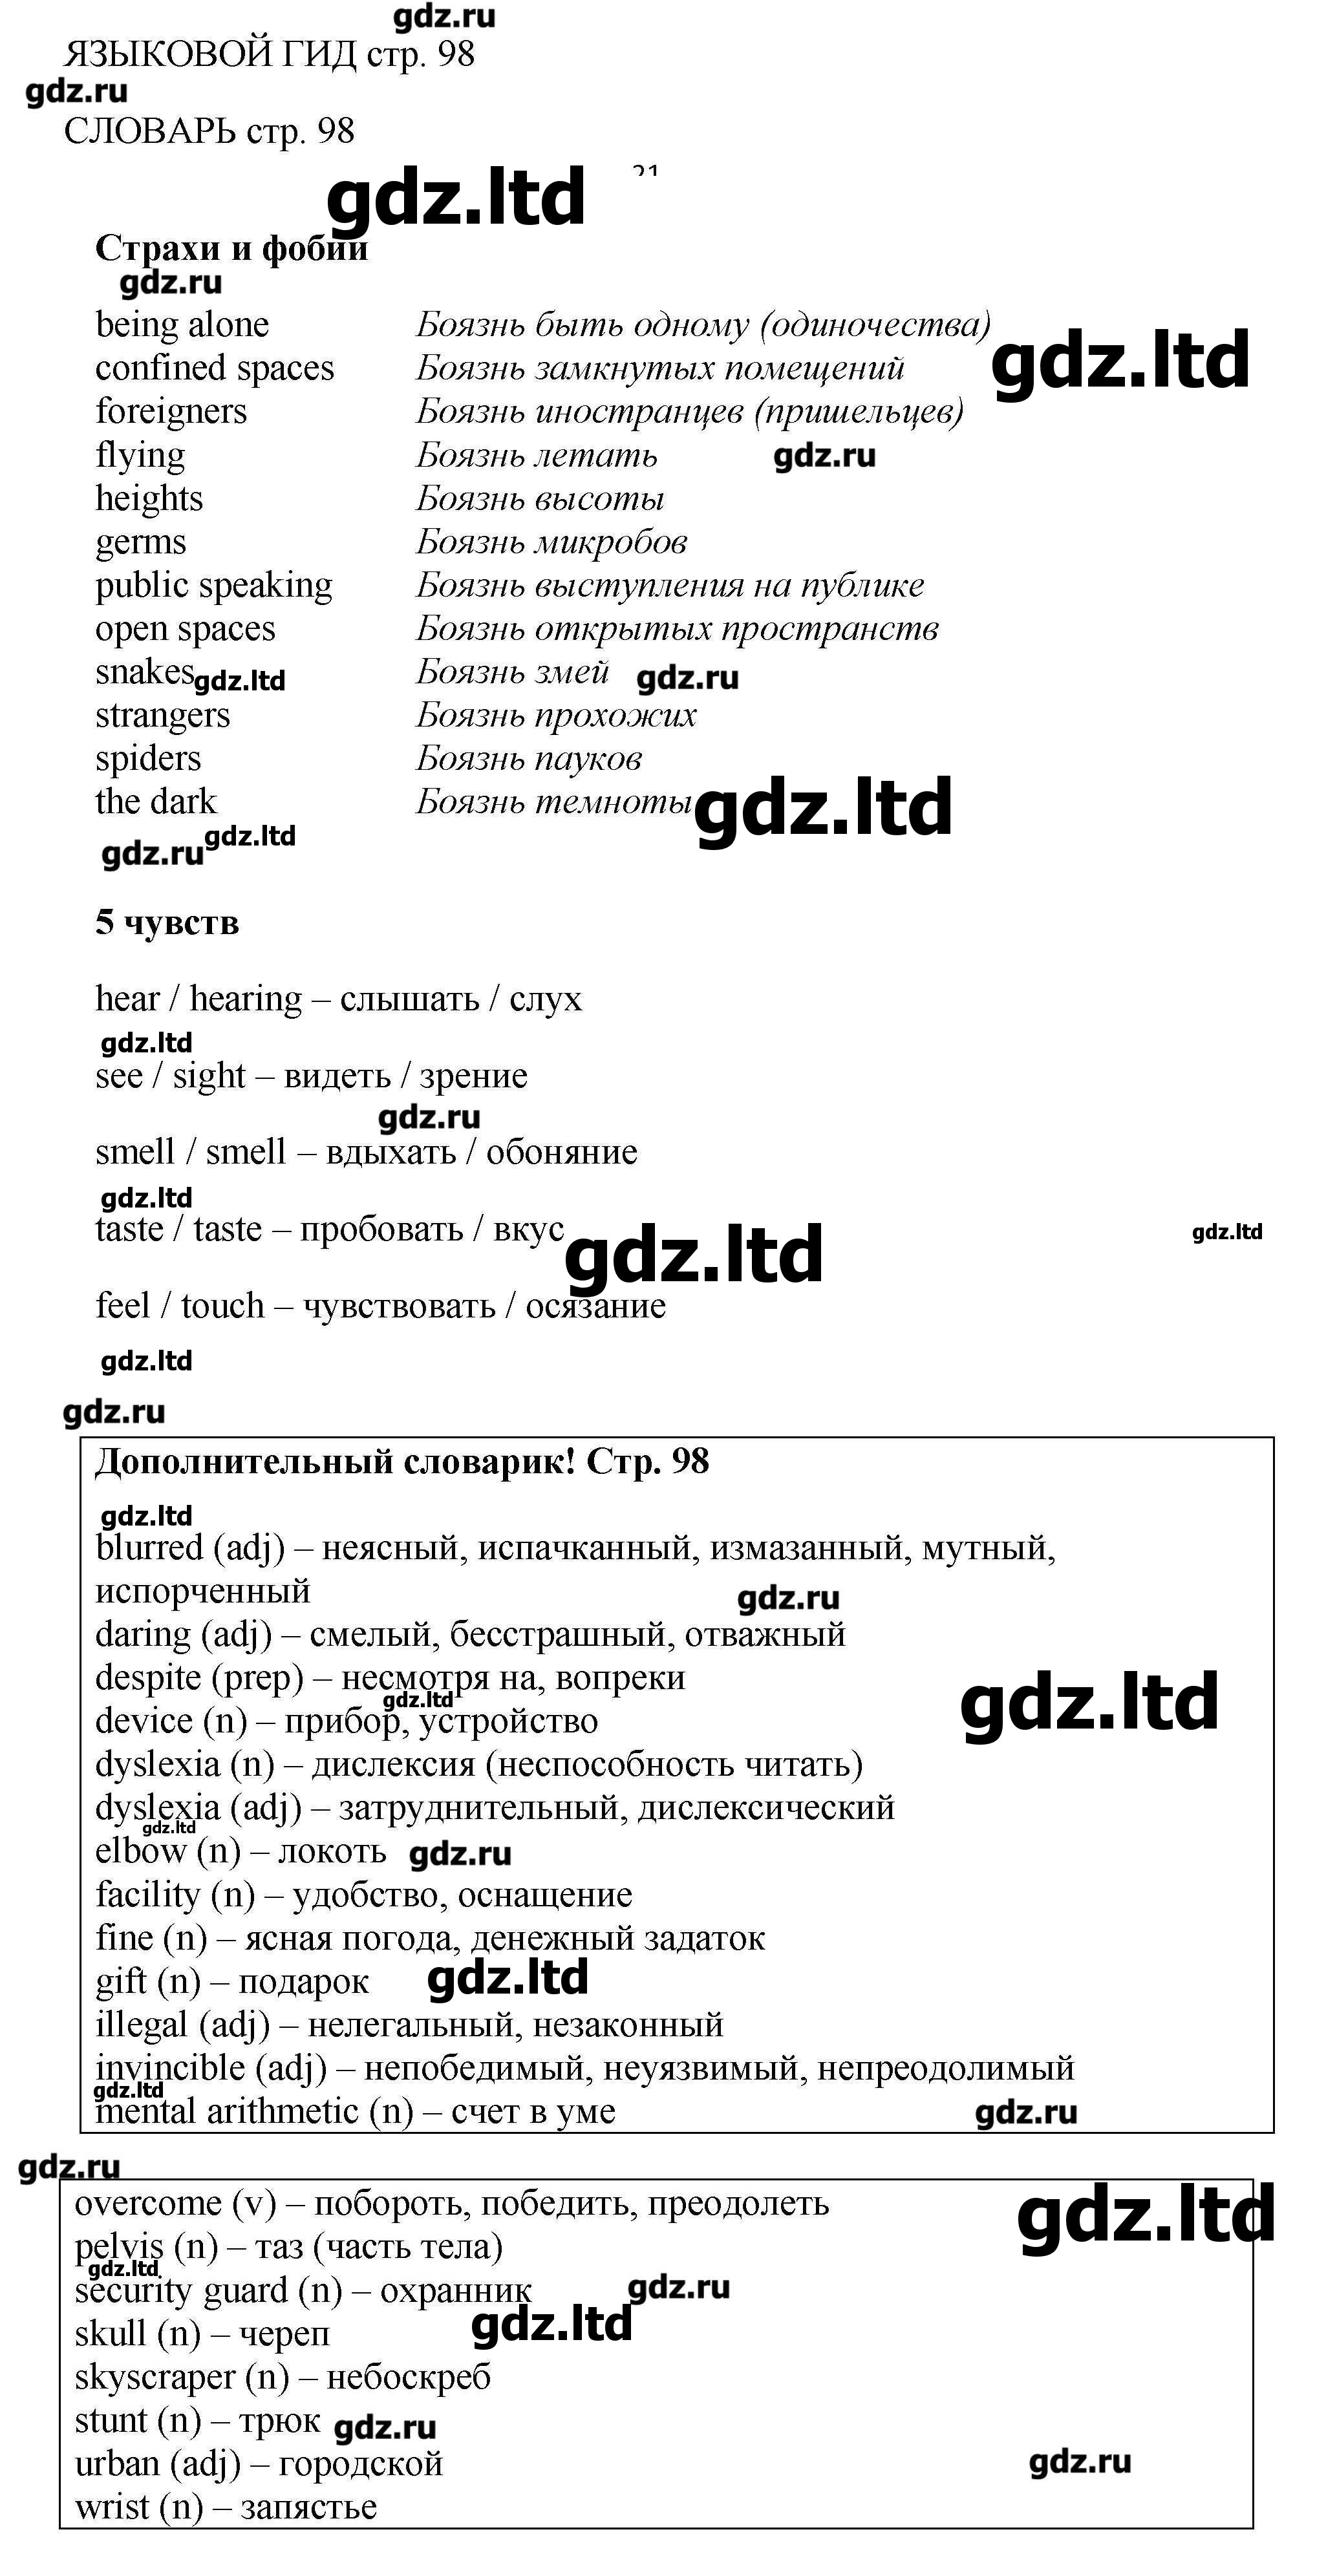 gdz.ru
ЯЗЫКОВОЙ ГИД стр. 98
gdz.ru
СЛОВАРЬ стр. 98
21
gdz.ltd
Страхи и фобии
gdz.ru
being alone Боязнь быть одному (одиночества)
gdz.ltd
confined spaces Боязнь замкнутых помещений
foreigners Боязнь иностранцев (пришельцев)
flying Боязнь летать gdz.ru
heights Боязнь высоты
germs Боязнь микробов
public speaking Боязнь выступления на публике
open spaces Боязнь открытых пространств
snakes gdz.ltd Боязнь змей gdz.ru
strangers Боязнь прохожих
spiders Боязнь пауков
the dark Боязнь темноты gdz.ltd
gdz.ru gdz.ltd
5 чувств
hear / hearing – слышать / слух
gdz.ltd
see / sight – видеть / зрение
gdz.ru
smell / smell – вдыхать / обоняние
gdz.ltd
taste / taste – пробовать / вкус gdz.ltd gdz.ltd
feel / touch – чувствовать / осязание
gdz.ltd
gdz.ru
Дополнительный словарик! Стр. 98
gdz.ltd
blurred (adj) – неясный, испачканный, измазанный, мутный,
испорченный gdz.ru
daring (adj) – смелый, бесстрашный, отважный
despite (prep) – несмотря на, вопреки
gdz.ltd gdz.ltd
device (n) – прибор, устройство
dyslexia (n) – дислексия (неспособность читать)
dyslexia (adj) – затруднительный, дислексический
gdz.ltd
elbow (n) – локоть gdz.ru
facility (n) – удобство, оснащение
fine (n) – ясная погода, денежный задаток
gift (n) – подарок gdz.ltd
illegal (adj) – нелегальный, незаконный
invincible (adj) – непобедимый, неуязвимый, непреодолимый
gdz.ltd
mental arithmetic (n) – счет в уме gdz.ru
gdz.ru
overcome (v) – побороть, победить, преодолеть gdz.ltd
pelvis (n) – таз (часть тела)
gdz.ltd
security guard (n) – охранник gdz.ru
skull (n) – череп gdz.ltd
skyscraper (n) – небоскреб
stunt (n) – трюк gdz.ru
urban (adj) – городской gdz.ru
wrist (n) – запястье